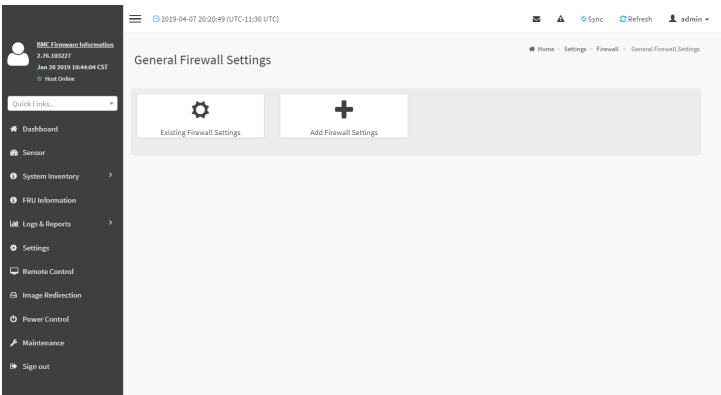 2019-04-07 20:20:49 (UTC-11:30 UTC)
Sync
Refresh
admin
BMC Firmware Information
2.76.103227
Jan 28 2019 10:44:04 CST
Host Online
Quick Links..
Dashboard
Sensor
System Inventory
FRU Information
Logs & Reports
Settings
Remote Control
Image Redirection
Power Control
Maintenance
Sign out
General Firewall Settings
Home - Settings - Firewall > General Firewall Settings
Existing Firewall Settings
Add Firewall Settings